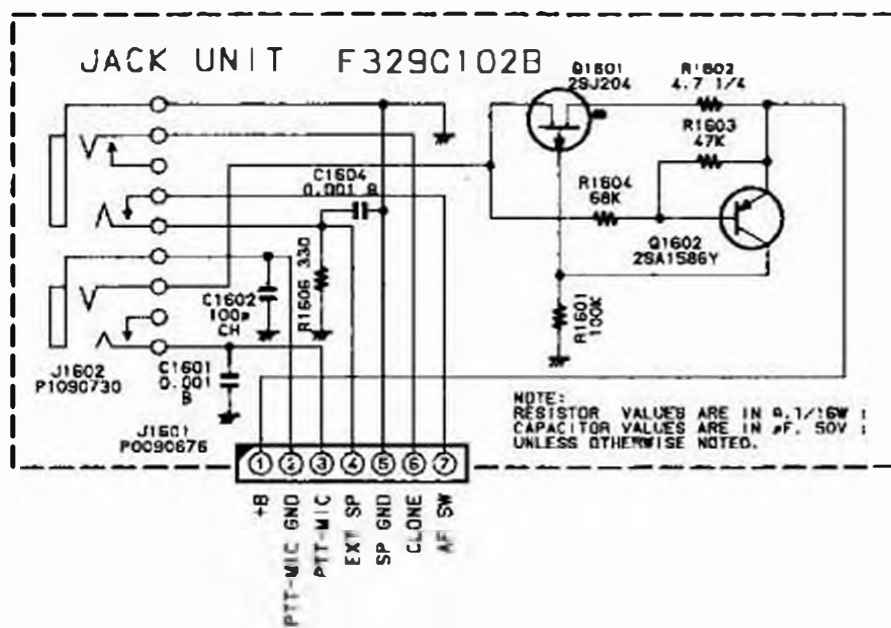 JACK UNIT F329C102B
Q1601
2SJ204
R1602
4.7 1/4
R1603
47K
C1604
0.001 B
R1604
68K
Q1602
2SA1586Y
R1606 330
C1602
100p
CH
R1601
100K
J1602
P1090730
C1601
0.001
B
J1601
P0090676
NOTE:
RESISTOR VALUES ARE IN 0.1/16W ;
CAPACITOR VALUES ARE IN µF, 50V ;
UNLESS OTHERWISE NOTED.
1 2 3 4 5 6 7
+B
PTT-MIC GND
PTT-MIC
EXT SP
SP GND
CLONE
AF SW